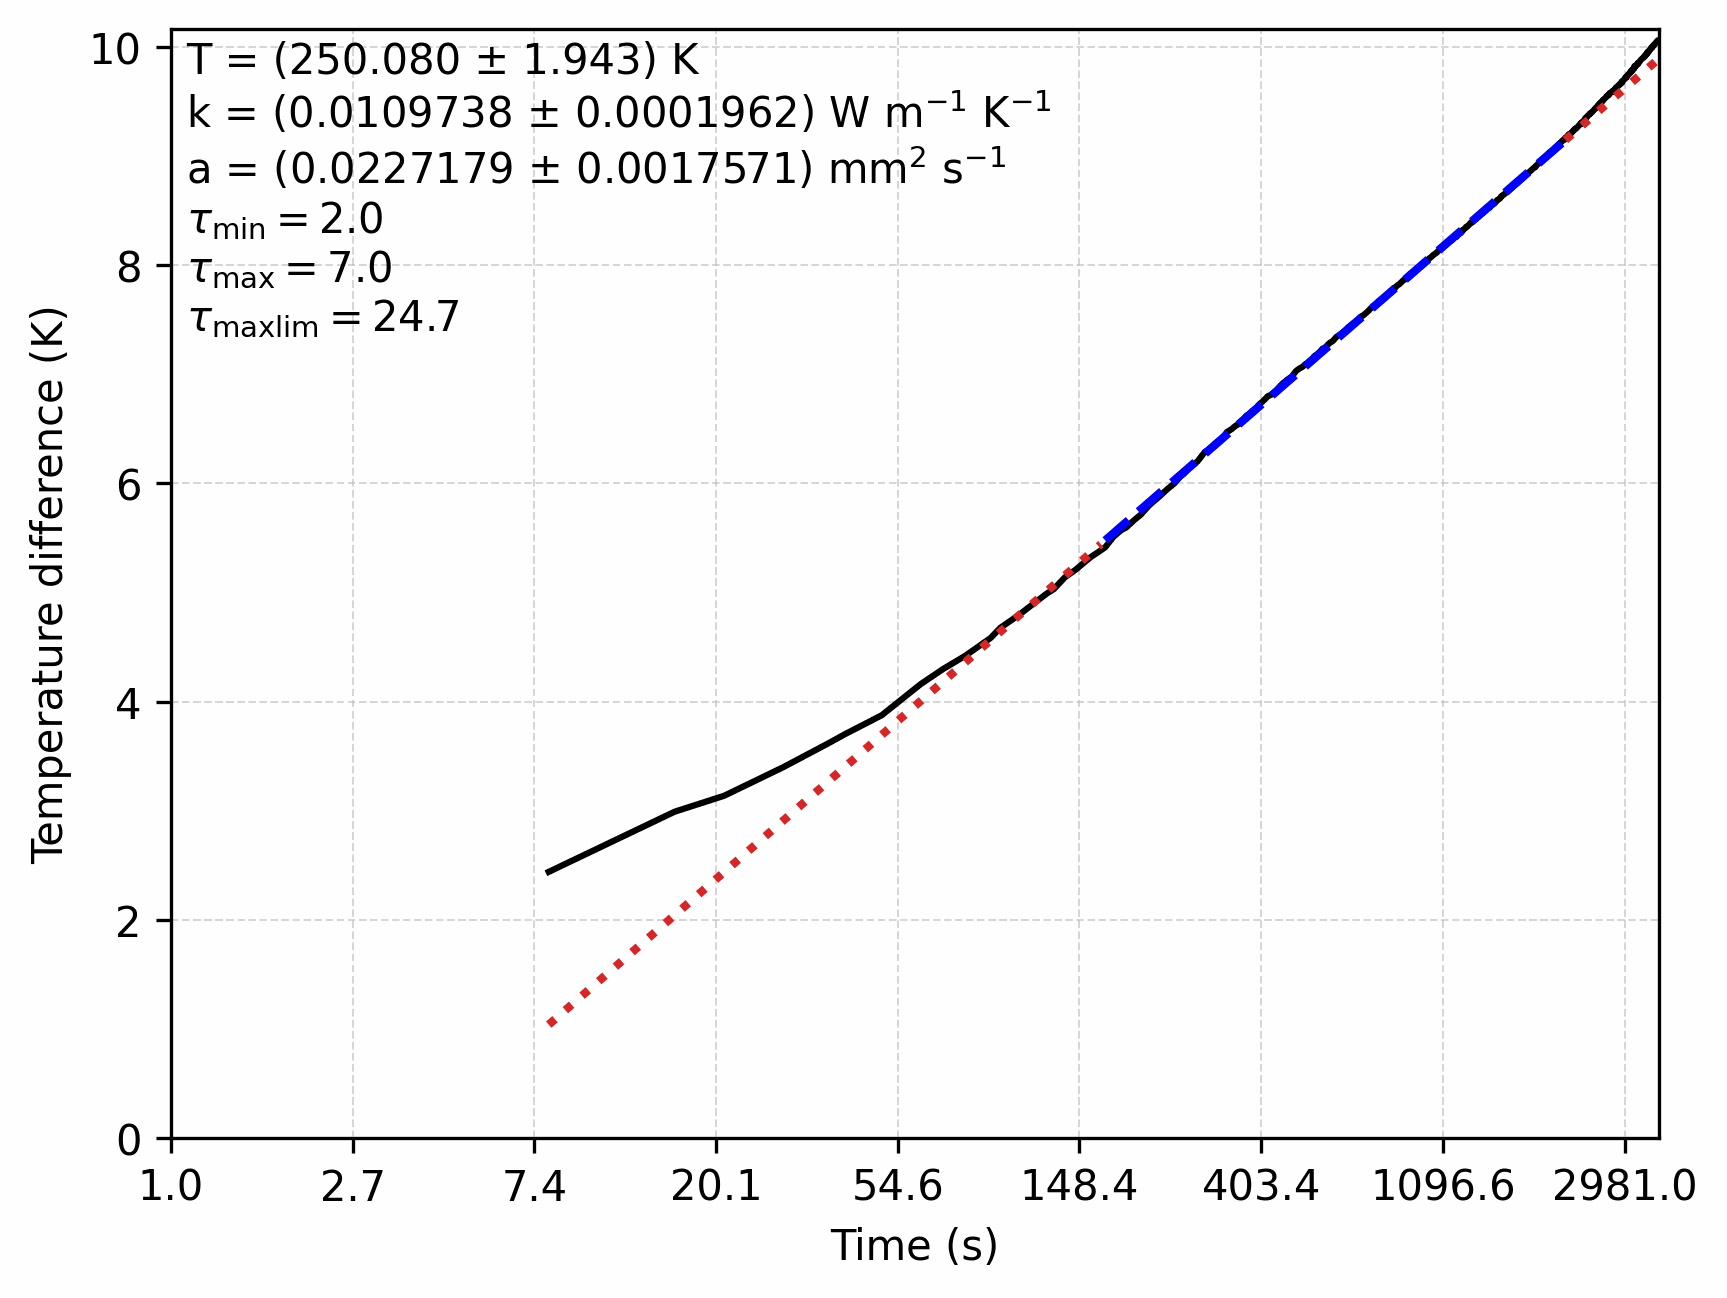 T = (250.080 ± 1.943) K
k = (0.0109738 ± 0.0001962) W m⁻¹ K⁻¹
a = (0.0227179 ± 0.0017571) mm² s⁻¹
τmin = 2.0
τmax = 7.0
τmaxlim = 24.7
10
8
6
4
2
0
Temperature difference (K)
1.0 2.7 7.4 20.1 54.6 148.4 403.4 1096.6 2981.0
Time (s)